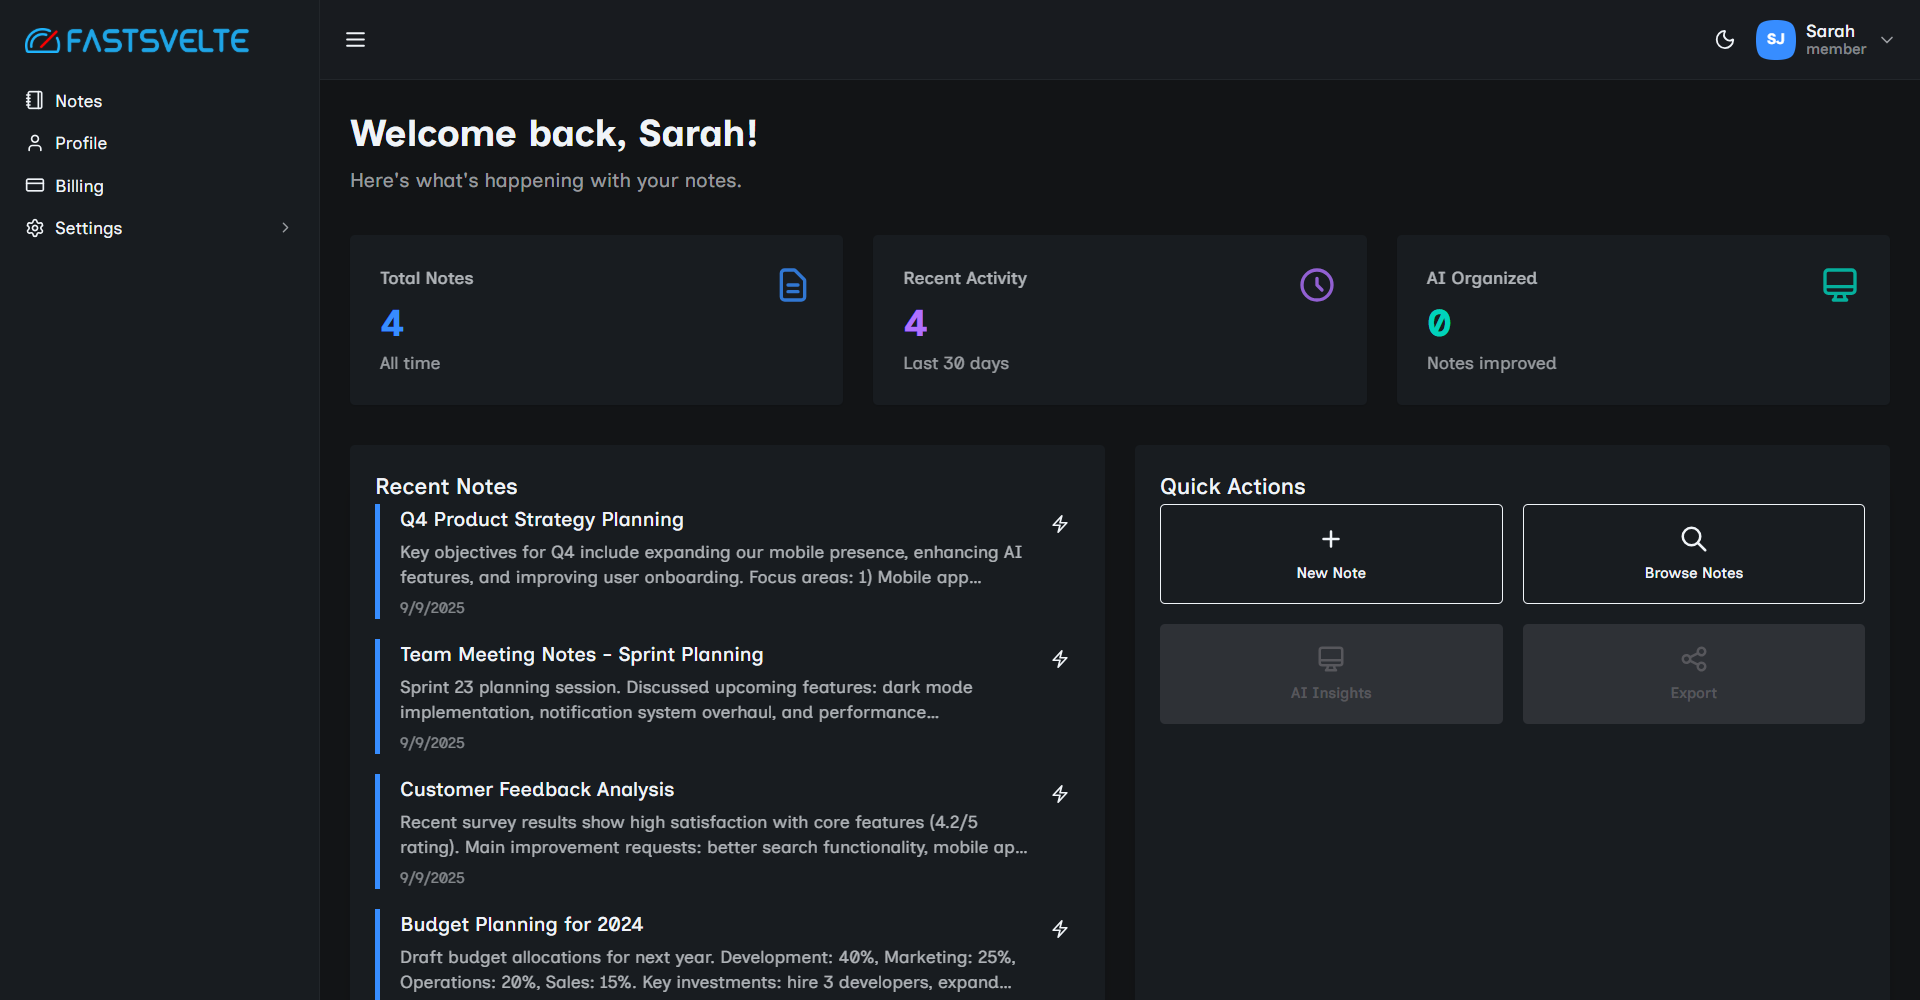 FASTSVELTE
Notes
Profile
Billing
Settings
SJ
Sarah
member
Welcome back, Sarah!
Here's what's happening with your notes.
Total Notes
4
All time
Recent Activity
4
Last 30 days
AI Organized
0
Notes improved
Recent Notes
Q4 Product Strategy Planning
Key objectives for Q4 include expanding our mobile presence, enhancing AI
features, and improving user onboarding. Focus areas: 1) Mobile app...
9/9/2025
Team Meeting Notes - Sprint Planning
Sprint 23 planning session. Discussed upcoming features: dark mode
implementation, notification system overhaul, and performance...
9/9/2025
Customer Feedback Analysis
Recent survey results show high satisfaction with core features (4.2/5
rating). Main improvement requests: better search functionality, mobile ap...
9/9/2025
Budget Planning for 2024
Draft budget allocations for next year. Development: 40%, Marketing: 25%,
Operations: 20%, Sales: 15%. Key investments: hire 3 developers, expand...
Quick Actions
New Note
Browse Notes
AI Insights
Export